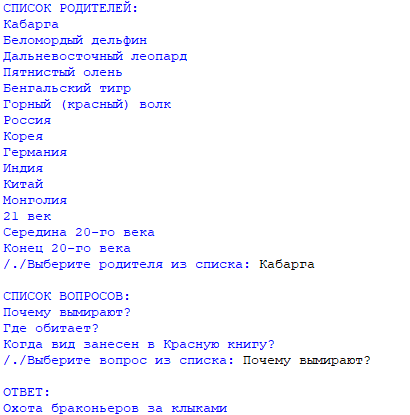 СПИСОК РОДИТЕЛЕЙ:
Кабарга
Беломордый дельфин
Дальневосточный леопард
Пятнистый олень
Бенгальский тигр
Горный (красный) волк
Россия
Корея
Германия
Индия
Китай
Монголия
21 век
Середина 20-го века
Конец 20-го века
/./Выберите родителя из списка: Кабарга
СПИСОК ВОПРОСОВ:
Почему вымирают?
Где обитает?
Когда вид занесен в Красную книгу?
/./Выберите вопрос из списка: Почему вымирают?
ОТВЕТ:
Охота браконьеров за клыками